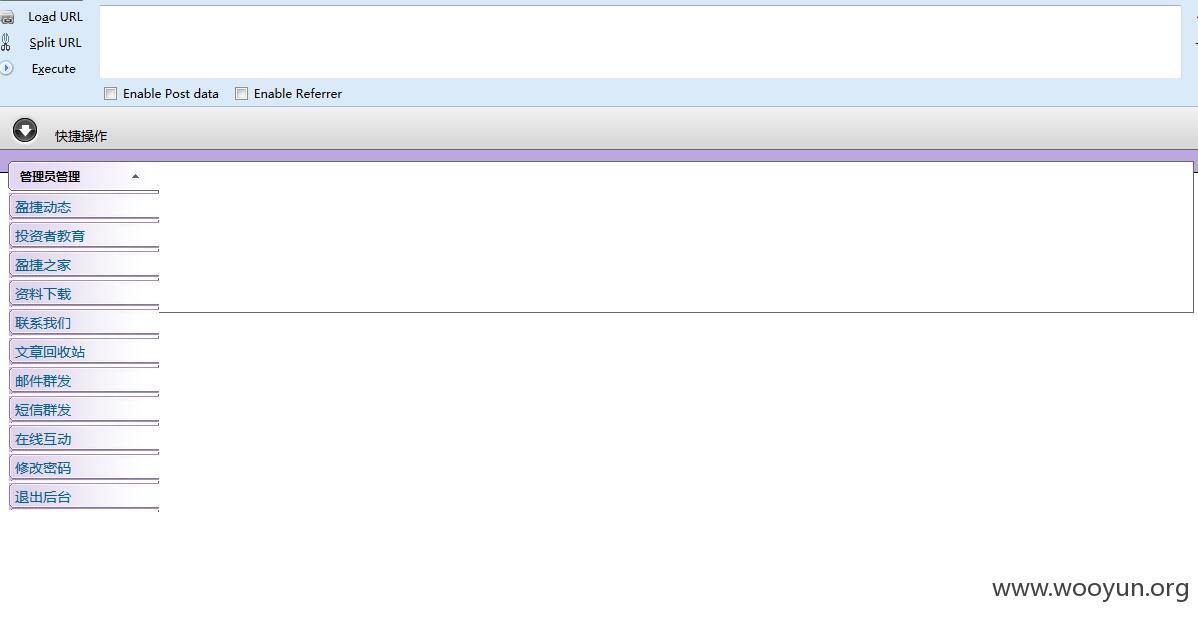 Load URL
Split URL
Execute
Enable Post data Enable Referrer
快捷操作
管理员管理
盈捷动态
投资者教育
盈捷之家
资料下载
联系我们
文章回收站
邮件群发
短信群发
在线互动
修改密码
退出后台
www.wooyun.org